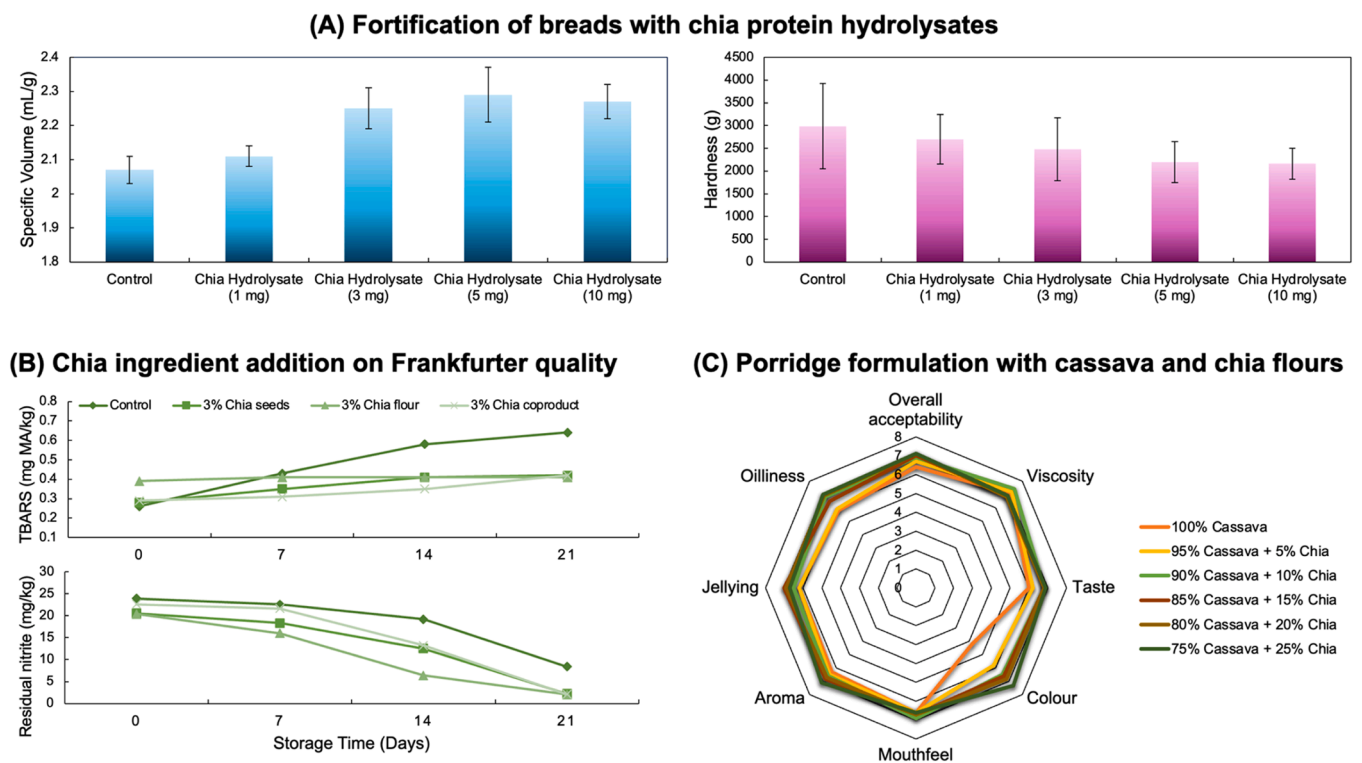 (A) Fortification of breads with chia protein hydrolysates
Specific Volume (mL/g)
2.4
2.3
2.2
2.1
2
1.9
1.8
Control
Chia Hydrolysate
(1 mg)
Chia Hydrolysate
(3 mg)
Chia Hydrolysate
(5 mg)
Chia Hydrolysate
(10 mg)
Hardness (g)
4500
4000
3500
3000
2500
2000
1500
1000
500
0
Control
Chia Hydrolysate
(1 mg)
Chia Hydrolysate
(3 mg)
Chia Hydrolysate
(5 mg)
Chia Hydrolysate
(10 mg)
(B) Chia ingredient addition on Frankfurter quality
TBARS (mg MA/kg)
0.8
0.7
0.6
0.5
0.4
0.3
0.2
0.1
Control
3% Chia seeds
3% Chia flour
3% Chia coproduct
0
7
14
21
Residual nitrite (mg/kg)
30
25
20
15
10
5
0
0
7
14
21
Storage Time (Days)
(C) Porridge formulation with cassava and chia flours
Overall
acceptability
Viscosity
Taste
Colour
Mouthfeel
Aroma
Jellying
Oilliness
8
7
6
5
4
3
2
1
0
100% Cassava
95% Cassava + 5% Chia
90% Cassava + 10% Chia
85% Cassava + 15% Chia
80% Cassava + 20% Chia
75% Cassava + 25% Chia